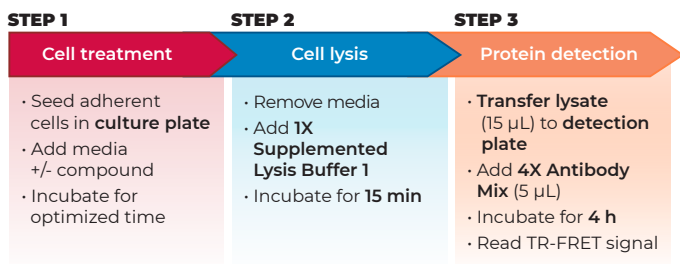 STEP 1
Cell treatment
· Seed adherent
cells in culture plate
· Add media
+/- compound
· Incubate for
optimized time
STEP 2
Cell lysis
· Remove media
· Add 1X
Supplemented
Lysis Buffer 1
· Incubate for 15 min
STEP 3
Protein detection
· Transfer lysate
(15 µL) to detection
plate
· Add 4X Antibody
Mix (5 µL)
· Incubate for 4 h
· Read TR-FRET signal